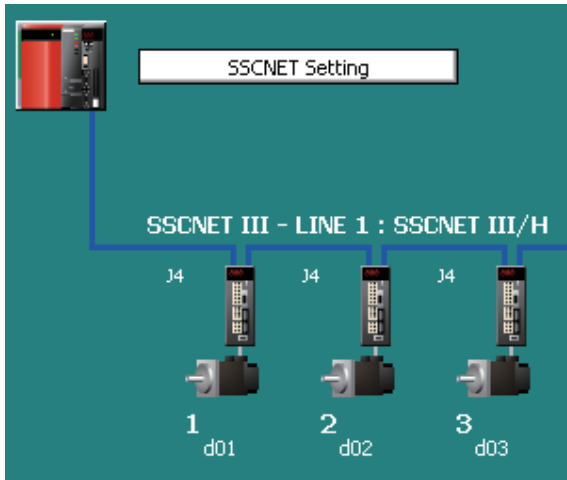 SSCNET Setting
SSCNET III - LINE 1 : SSCNET III/H
J4 J4 J4
1 2 3
d01 d02 d03